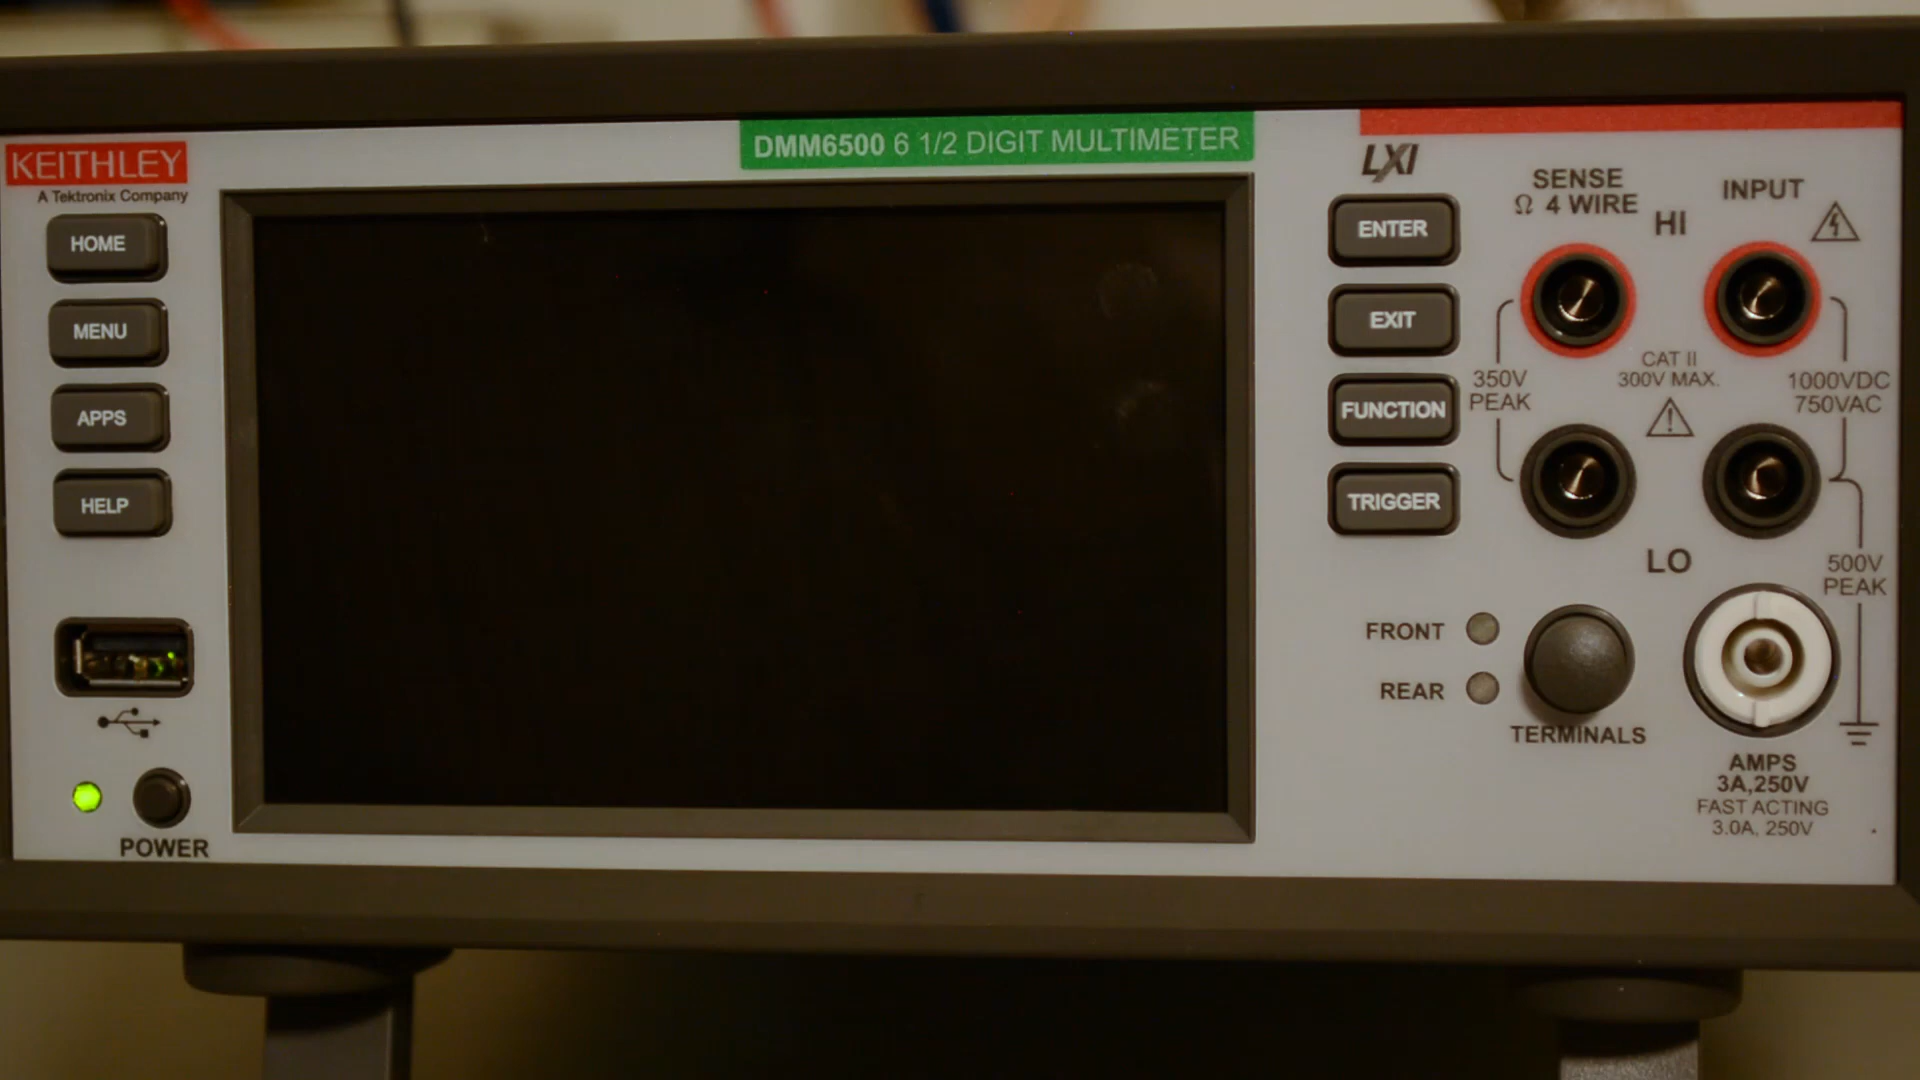 KEITHLEY
A Tektronix Company
DMM6500 6 1/2 DIGIT MULTIMETER
LXI
HOME
MENU
APPS
HELP
POWER
ENTER
EXIT
FUNCTION
TRIGGER
SENSE
Ω 4 WIRE
HI
INPUT
350V
PEAK
CAT II
300V MAX.
1000VDC
750VAC
LO
500V
PEAK
FRONT
REAR
TERMINALS
AMPS
3A,250V
FAST ACTING
3.0A, 250V